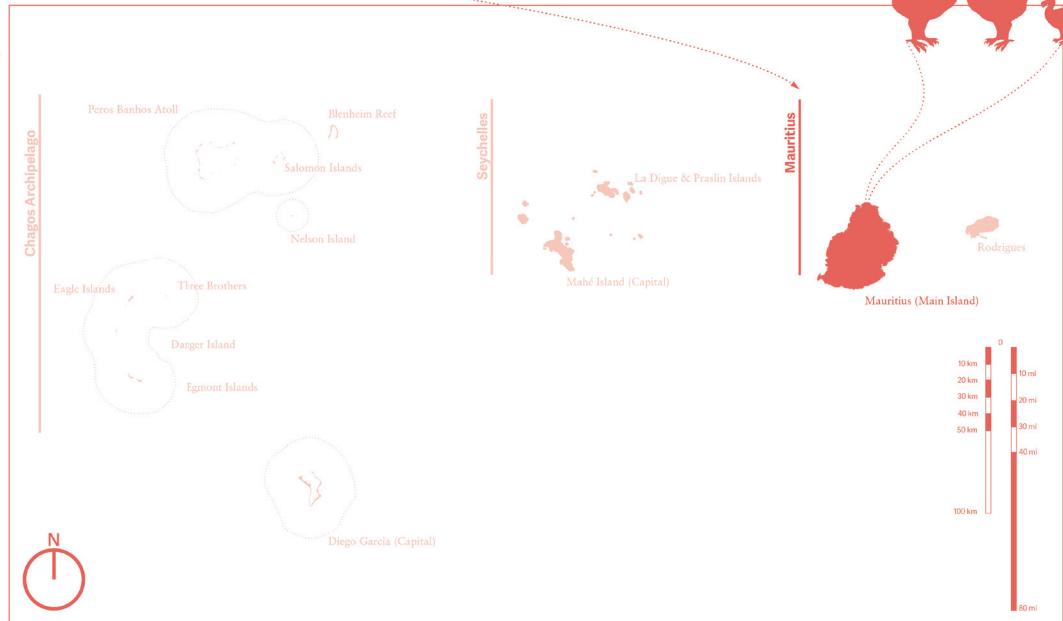 Chagos Archipelago
Peros Banhos Atoll
Blenheim Reef
Salomon Islands
Nelson Island
Eagle Islands
Three Brothers
Danger Island
Egmont Islands
Diego Garcia (Capital)
N
Seychelles
La Digue & Praslin Islands
Mahé Island (Capital)
Mauritius
Rodrigues
Mauritius (Main Island)
0
10 km
20 km
30 km
40 km
50 km
100 km
10 mi
20 mi
30 mi
40 mi
80 mi